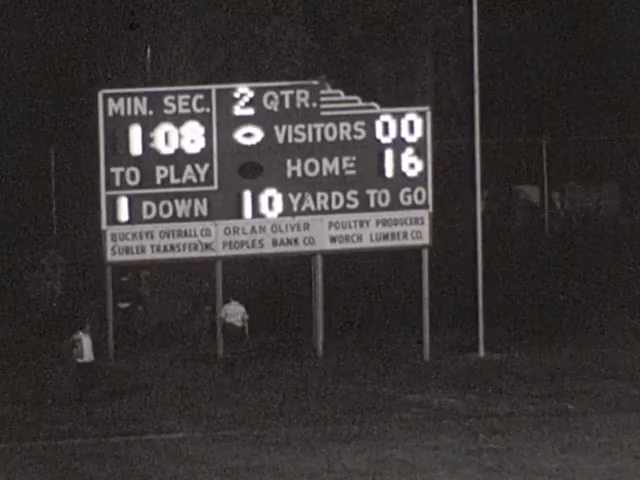 MIN. SEC. 2 QTR.
1 08 VISITORS 00
TO PLAY HOME 16
1 DOWN 10 YARDS TO GO
BUCKEYE OVERALL CO. ORLAN OLIVER POULTRY PRODUCERS
SUBLER TRANSFER INC PEOPLES BANK CO. WORCH LUMBER CO.